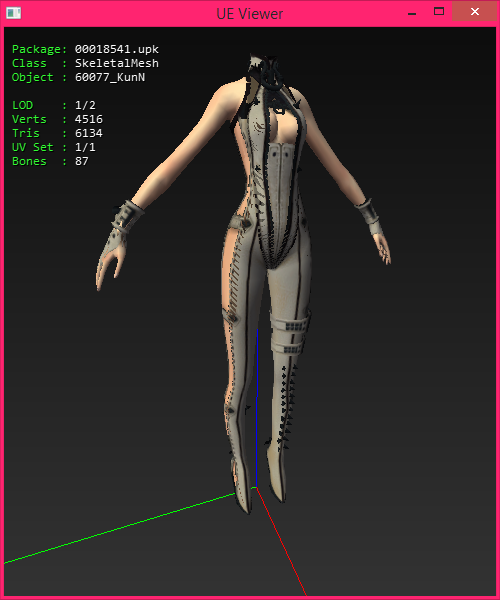 UE Viewer
Package: 00018541.upk
Class : SkeletalMesh
Object : 60077_KunN
LOD : 1/2
Verts : 4516
Tris : 6134
UV Set : 1/1
Bones : 87